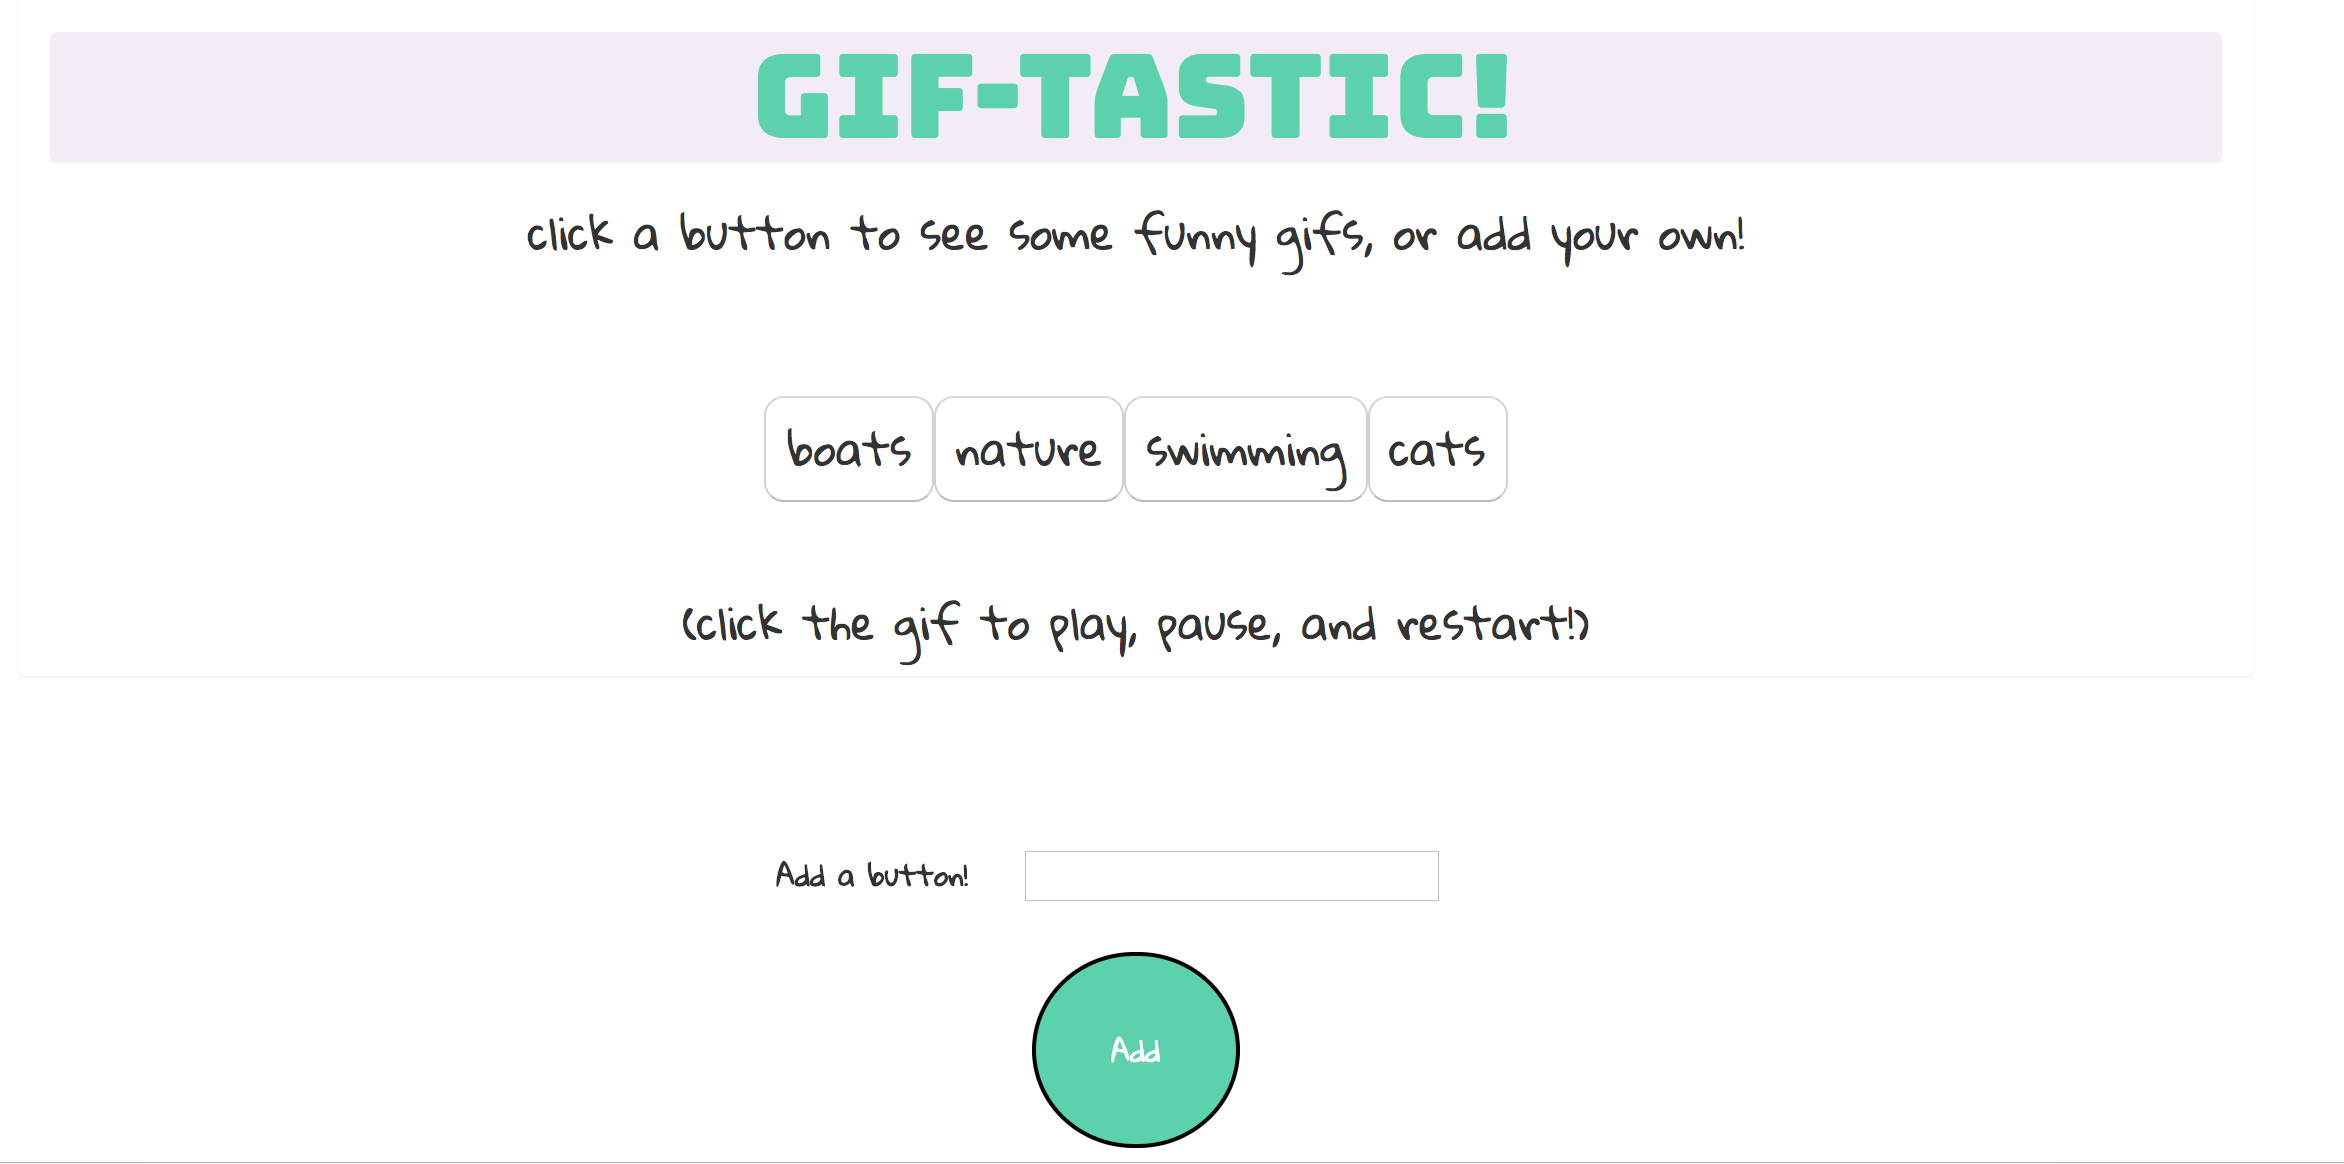 GIF-TASTIC!
click a button to see some funny gifs, or add your own!
boats nature swimming cats
(click the gif to play, pause, and restart!)
Add a button!
Add